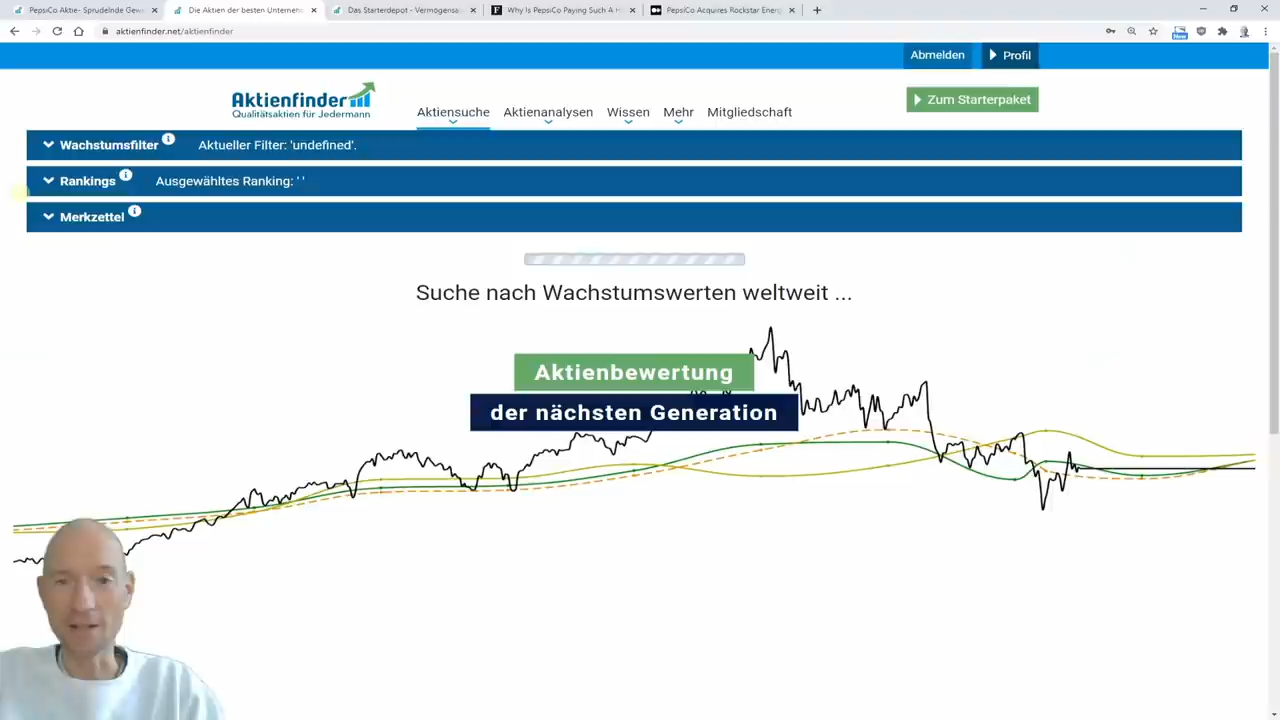 PepsiCo Aktie- Sprudelnde Gew
Die Aktien der besten Unterneh
Das Starterdepot - Vermögensa
Why Is PepsiCo Paying Such A H
PepsiCo Acquires Rockstar Energ
aktienfinder.net/aktienfinder
New
Abmelden
Profil
Aktienfinder
Qualitätsaktien für Jedermann
Aktiensuche
Aktienanalysen
Wissen
Mehr
Mitgliedschaft
Zum Starterpaket
Wachstumsfilter
Aktueller Filter: 'undefined'.
Rankings
Ausgewähltes Ranking: ' '
Merkzettel
Suche nach Wachstumswerten weltweit ...
Aktienbewertung
der nächsten Generation